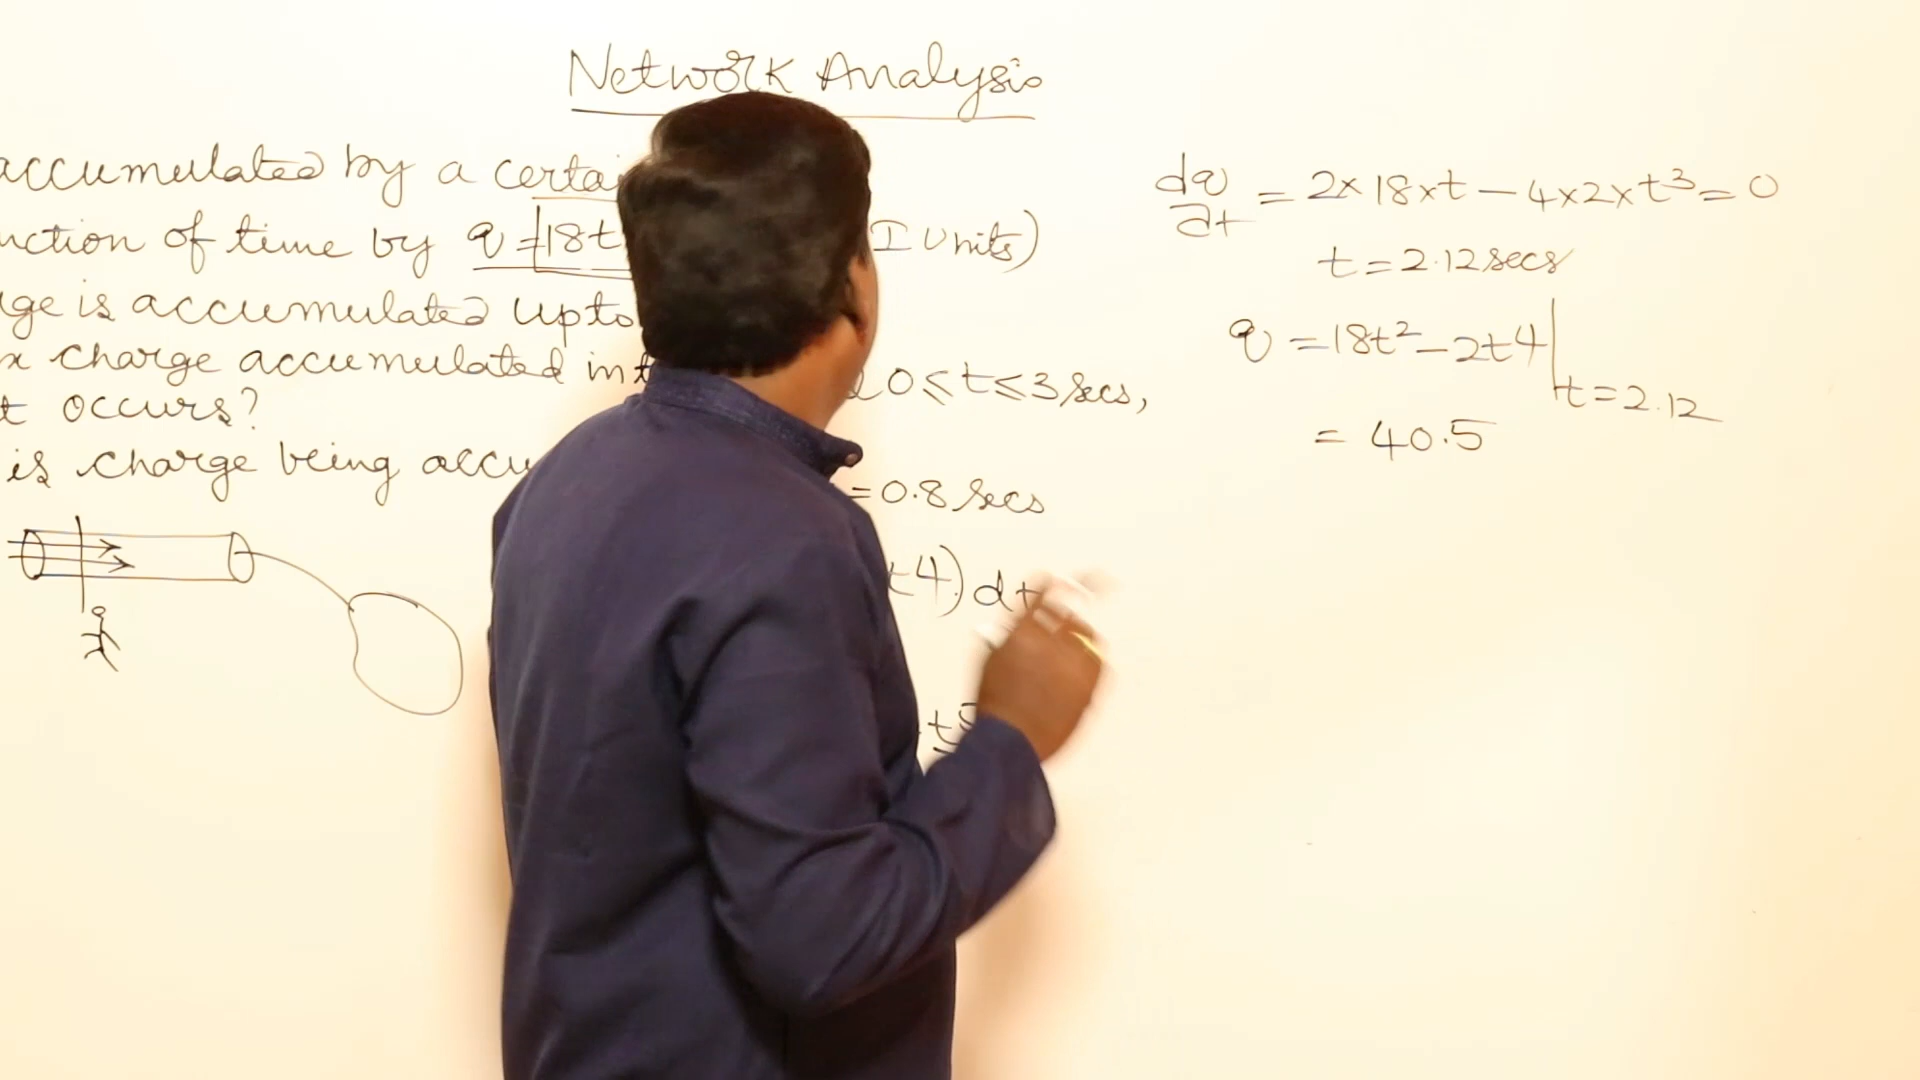 Network Analysis
accumulated by a certai
nction of time by q = 18t I Units)
ge is accumulated upto
x charge accumulated in t 0 ≤ t ≤ 3 secs,
t occurs?
is charge being accu = 0.8 secs
t4) dt
t5
dq/dt = 2×18×t − 4×2×t³ = 0
t = 2.12 secs
q = 18t² − 2t4 |
t = 2.12
= 40.5